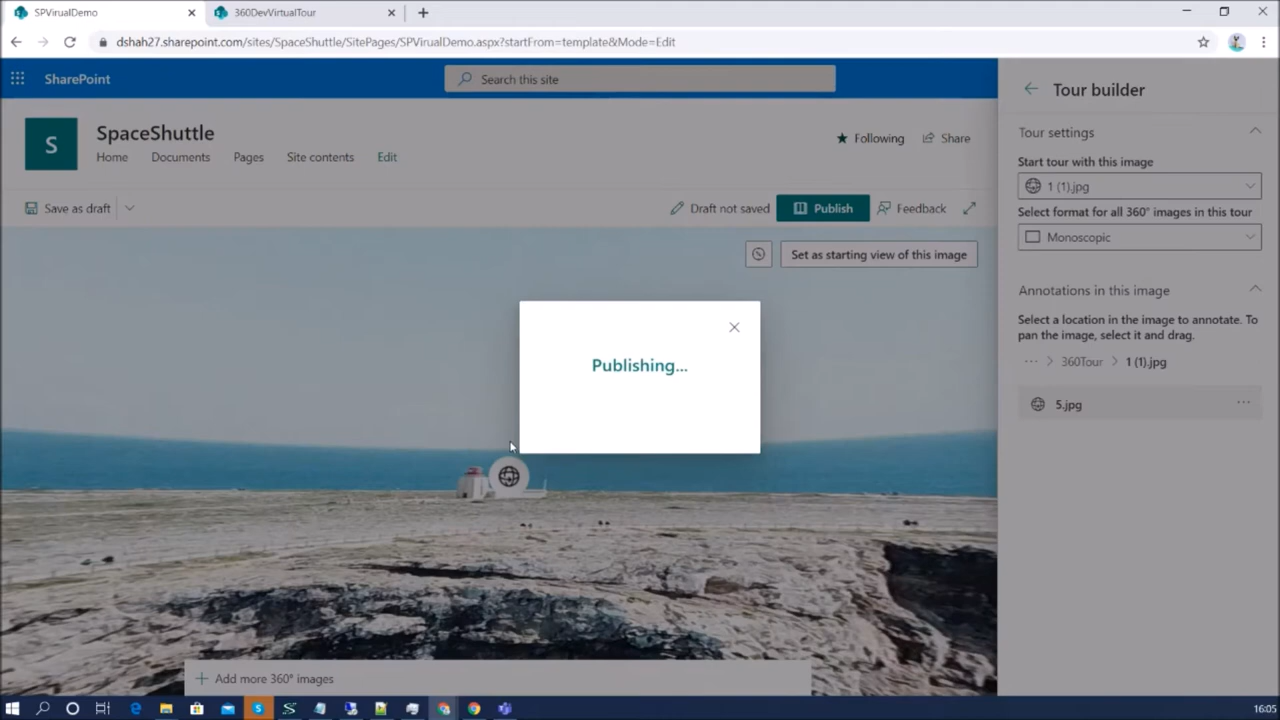 SPVirualDemo
360DevVirtualTour
dshah27.sharepoint.com/sites/SpaceShuttle/SitePages/SPVirualDemo.aspx?startFrom=template&Mode=Edit
SharePoint
Search this site
Tour builder
S
SpaceShuttle
Home
Documents
Pages
Site contents
Edit
Following
Share
Save as draft
Draft not saved
Publish
Feedback
Set as starting view of this image
Publishing...
Add more 360° images
Tour settings
Start tour with this image
1 (1).jpg
Select format for all 360° images in this tour
Monoscopic
Annotations in this image
Select a location in the image to annotate. To
pan the image, select it and drag.
··· > 360Tour > 1 (1).jpg
5.jpg
16:05